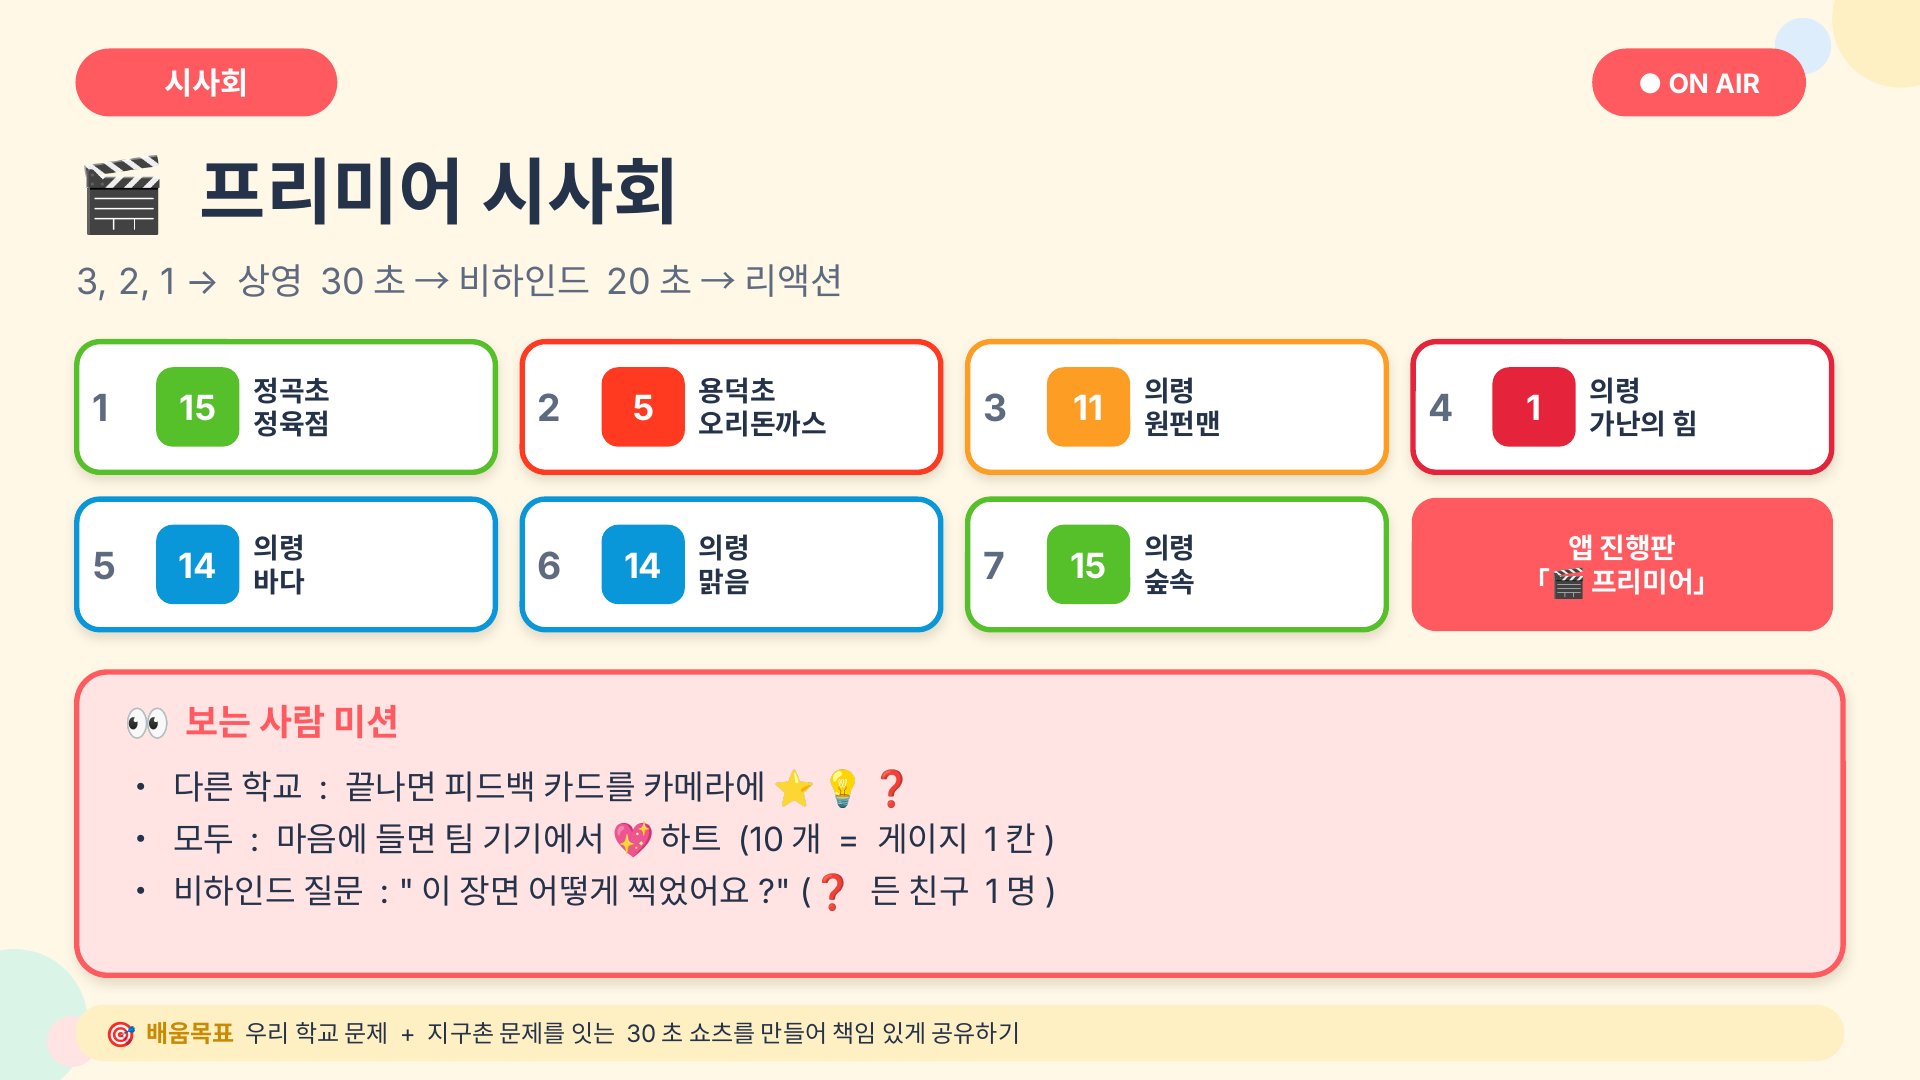 시사회
● ON AIR
🎬 프리미어 시사회
3, 2, 1 → 상영 30 초 → 비하인드 20 초 → 리액션
1 15 정곡초
정육점
2 5 용덕초
오리돈까스
3 11 의령
원펀맨
4 1 의령
가난의 힘
5 14 의령
바다
6 14 의령
맑음
7 15 의령
숲속
앱 진행판
「🎬 프리미어」
👀 보는 사람 미션
• 다른 학교 : 끝나면 피드백 카드를 카메라에 ⭐ 💡 ❓
• 모두 : 마음에 들면 팀 기기에서 💖 하트 (10 개 = 게이지 1 칸 )
• 비하인드 질문 : " 이 장면 어떻게 찍었어요 ?" (❓ 든 친구 1 명 )
🎯 배움목표 우리 학교 문제 + 지구촌 문제를 잇는 30 초 쇼츠를 만들어 책임 있게 공유하기